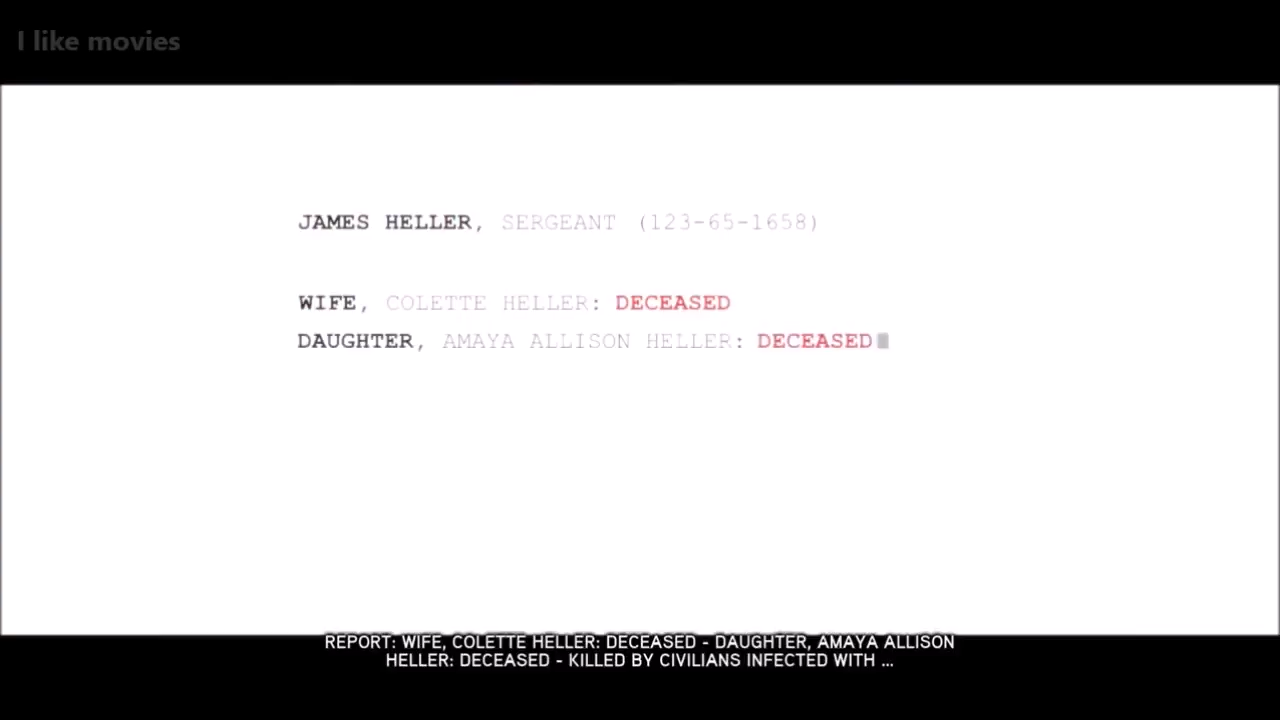 I like movies
JAMES HELLER, SERGEANT (123-65-1658)
WIFE, COLETTE HELLER: DECEASED
DAUGHTER, AMAYA ALLISON HELLER: DECEASED
REPORT: WIFE, COLETTE HELLER: DECEASED - DAUGHTER, AMAYA ALLISON
HELLER: DECEASED - KILLED BY CIVILIANS INFECTED WITH ...